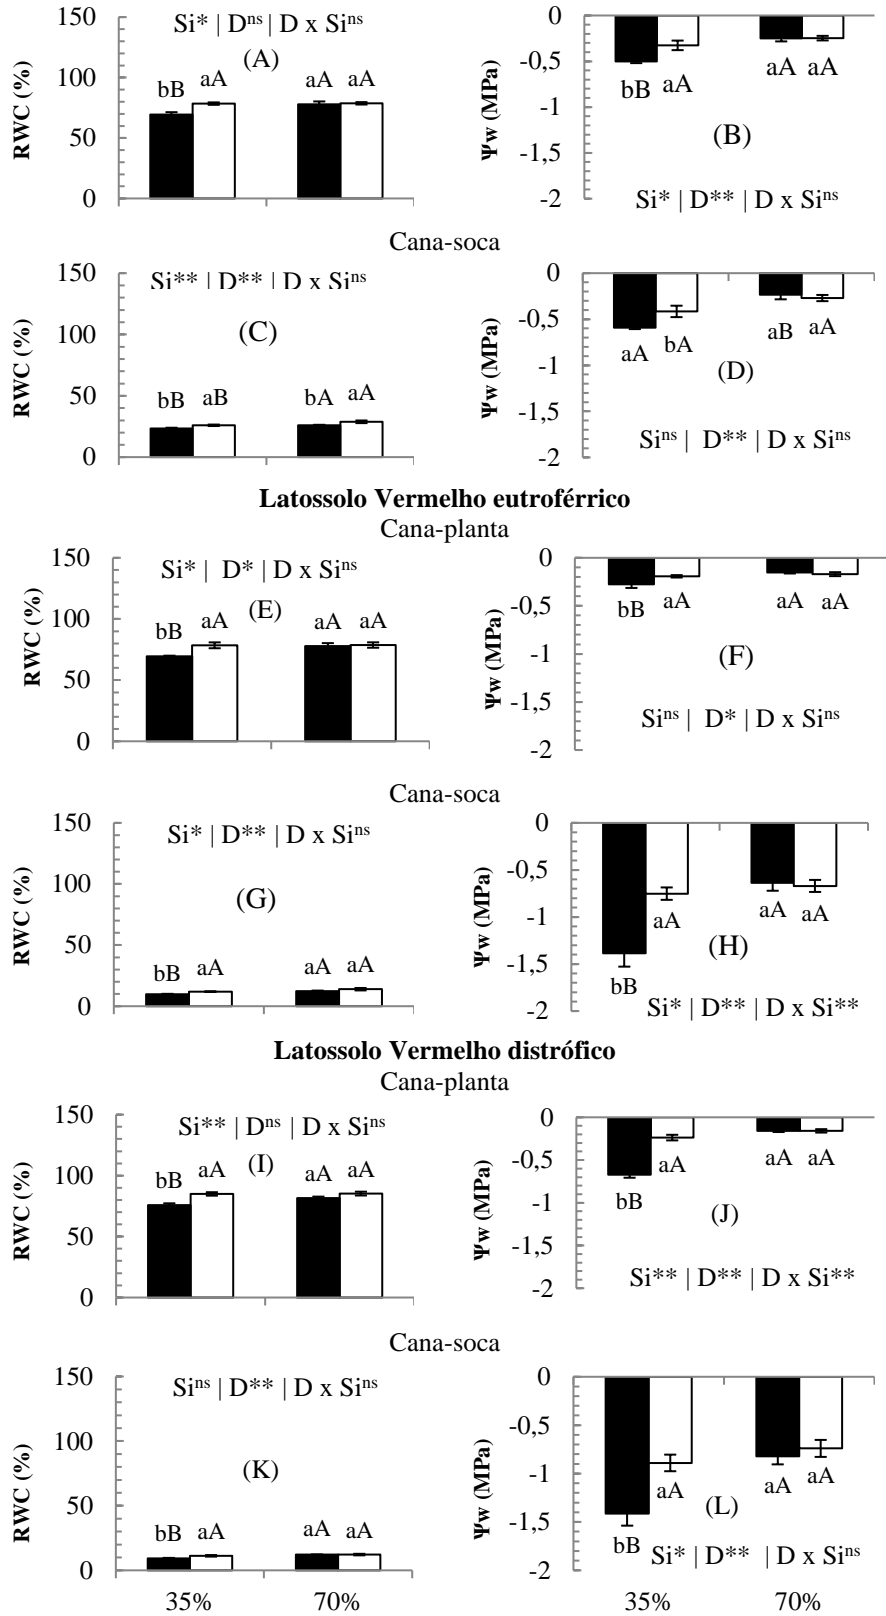 150
100
50
0
RWC (%)
Si* | Dⁿˢ | D x Siⁿˢ
(A)
bB aA aA aA
0
-0,5
-1
-1,5
-2
Ψw (MPa)
bB aA aA aA
(B)
Si* | D** | D x Siⁿˢ
Cana-soca
150
100
50
0
RWC (%)
Si** | D** | D x Siⁿˢ
(C)
bB aB bA aA
0
-0,5
-1
-1,5
-2
Ψw (MPa)
aA bA aB aA
(D)
Siⁿˢ | D** | D x Siⁿˢ
Latossolo Vermelho eutroférrico
Cana-planta
150
100
50
0
RWC (%)
Si* | D* | D x Siⁿˢ
(E)
bB aA aA aA
0
-0,5
-1
-1,5
-2
Ψw (MPa)
bB aA aA aA
(F)
Siⁿˢ | D* | D x Siⁿˢ
Cana-soca
150
100
50
0
RWC (%)
Si* | D** | D x Siⁿˢ
(G)
bB aA aA aA
0
-0,5
-1
-1,5
-2
Ψw (MPa)
bB aA aA aA
(H)
Si* | D** | D x Si**
Latossolo Vermelho distrófico
Cana-planta
150
100
50
0
RWC (%)
Si** | Dⁿˢ | D x Siⁿˢ
(I)
bB aA aA aA
0
-0,5
-1
-1,5
-2
Ψw (MPa)
bB aA aA aA
(J)
Si** | D** | D x Si**
Cana-soca
150
100
50
0
RWC (%)
Siⁿˢ | D** | D x Siⁿˢ
(K)
bB aA aA aA
35% 70%
0
-0,5
-1
-1,5
-2
Ψw (MPa)
bB aA aA aA
(L)
Si* | D** | D x Siⁿˢ
35% 70%